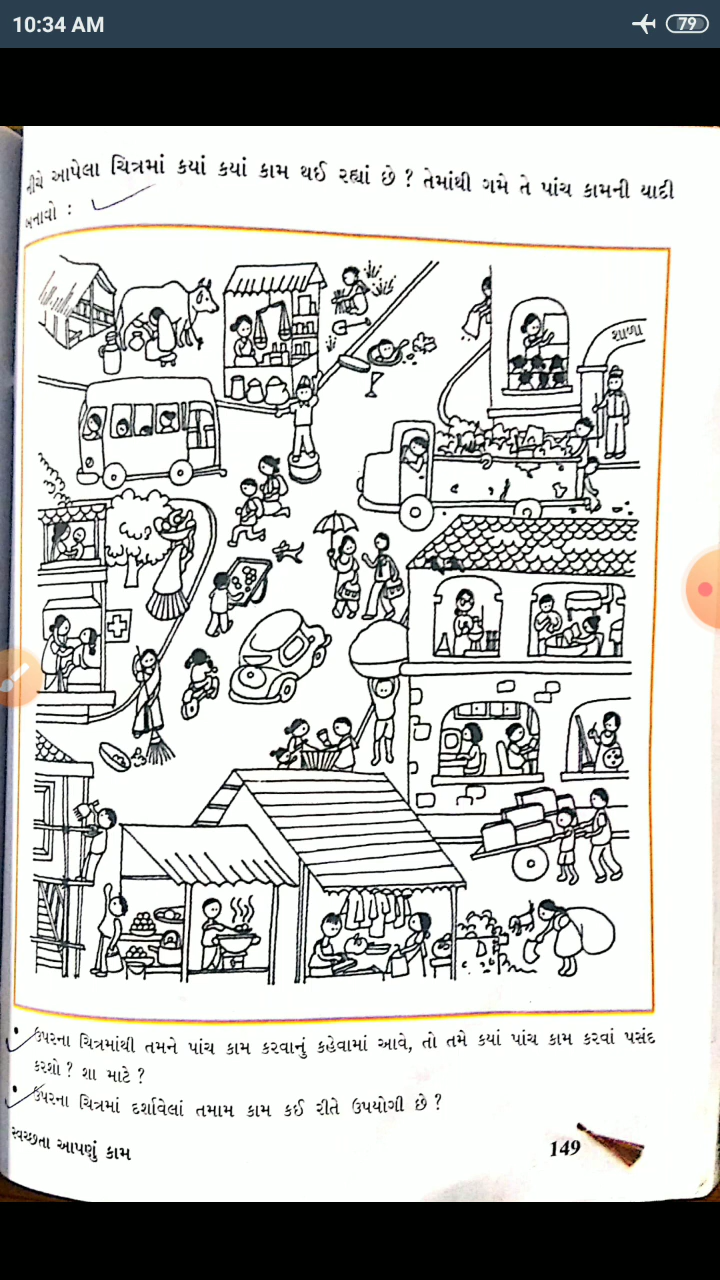 10:34 AM
79
નીચે આપેલા ચિત્રમાં કયાં કયાં કામ થઈ રહ્યાં છે ? તેમાંથી ગમે તે પાંચ કામની યાદી
બનાવો :
શાળા
• ઉપરના ચિત્રમાંથી તમને પાંચ કામ કરવાનું કહેવામાં આવે, તો તમે કયાં પાંચ કામ કરવાં પસંદ
કરશો ? શા માટે ?
• ઉપરના ચિત્રમાં દર્શાવેલાં તમામ કામ કઈ રીતે ઉપયોગી છે ?
સ્વચ્છતા આપણું કામ
149